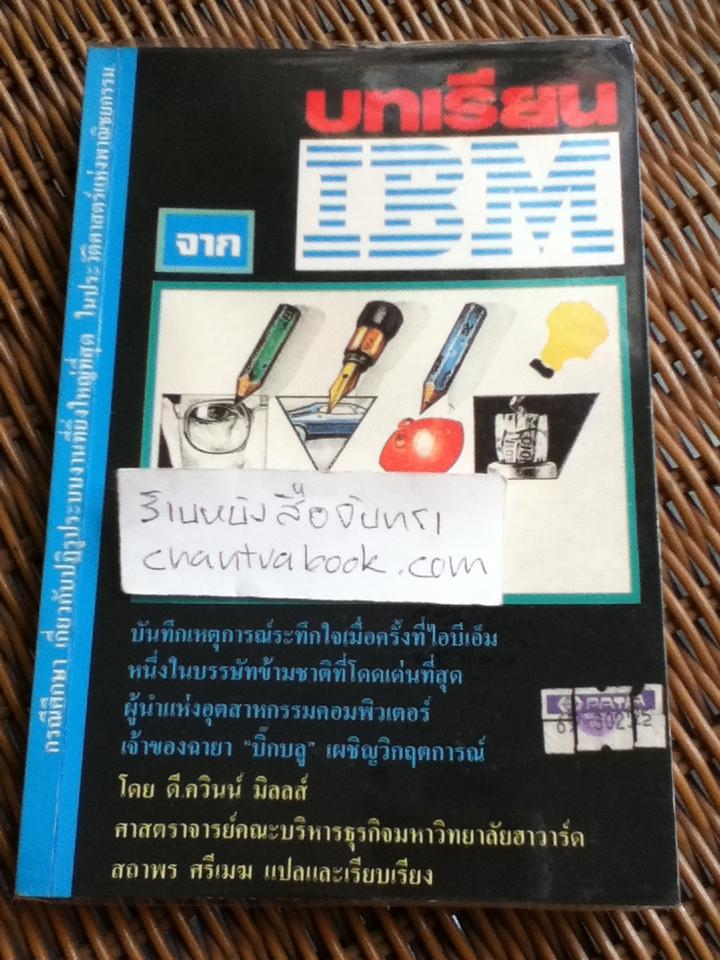 บทเรียน
จาก
IBM
กรณีศึกษา เกี่ยวกับปฏิรูประบบงานที่ยิ่งใหญ่ที่สุด ในประวัติศาสตร์แห่งพาณิชยกรรม
ร้านหนังสือจันทรา
chantrabook.com
บันทึกเหตุการณ์ระทึกใจเมื่อครั้งที่ไอบีเอ็ม
หนึ่งในบรรษัทข้ามชาติที่โดดเด่นที่สุด
ผู้นำแห่งอุตสาหกรรมคอมพิวเตอร์
เจ้าของฉายา "บิ๊กบลู" เผชิญวิกฤตการณ์
โดย ดี.ควินน์ มิลลส์
ศาสตราจารย์คณะบริหารธุรกิจมหาวิทยาลัยฮาวาร์ด
สถาพร ศรีเมฆ แปลและเรียบเรียง